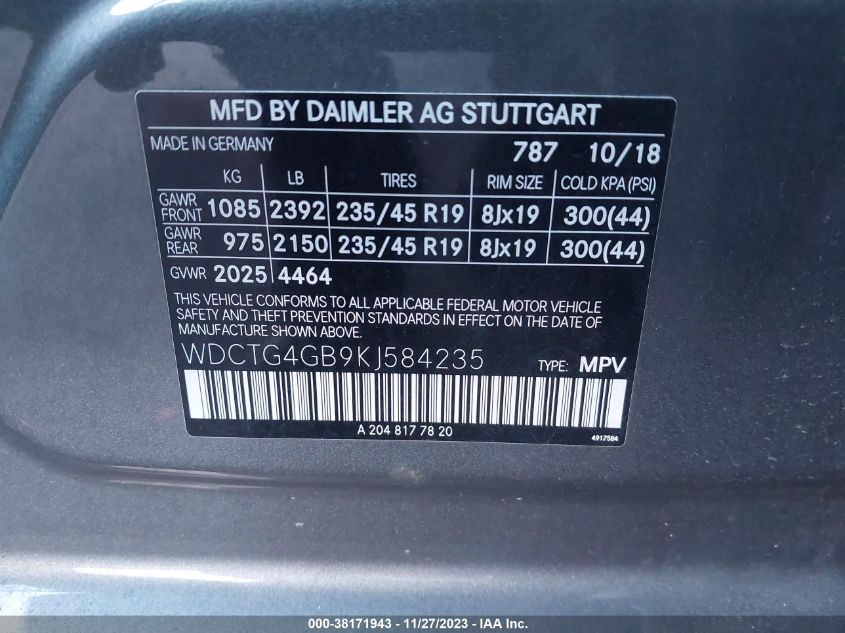 MFD BY DAIMLER AG STUTTGART
MADE IN GERMANY 787 10/18
KG LB TIRES RIM SIZE COLD KPA (PSI)
GAWR FRONT 1085 2392 235/45 R19 8Jx19 300(44)
GAWR REAR 975 2150 235/45 R19 8Jx19 300(44)
GVWR 2025 4464
THIS VEHICLE CONFORMS TO ALL APPLICABLE FEDERAL MOTOR VEHICLE
SAFETY AND THEFT PREVENTION STANDARDS IN EFFECT ON THE DATE OF
MANUFACTURE SHOWN ABOVE.
WDCTG4GB9KJ584235 TYPE: MPV
A 204 817 78 20
4917584
000-38171943 - 11/27/2023 - IAAI.COM